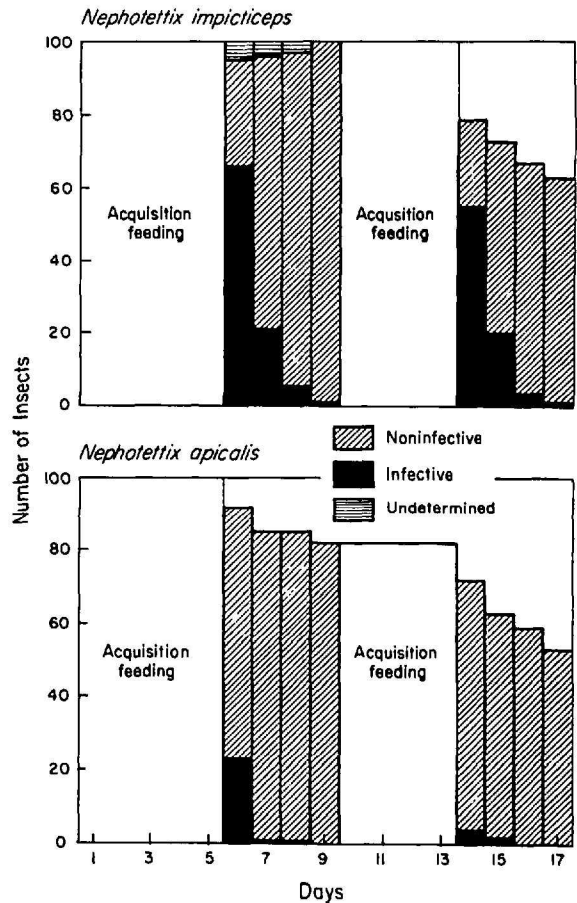 Nephotettix impicticeps
100
80
60
40
20
0
Acquisition
feeding
Acqusition
feeding
Number of Insects
Noninfective
Infective
Undetermined
Nephotettix apicalis
100
80
60
40
20
0
Acquisition
feeding
Acquisition
feeding
1 3 5 7 9 11 13 15 17
Days